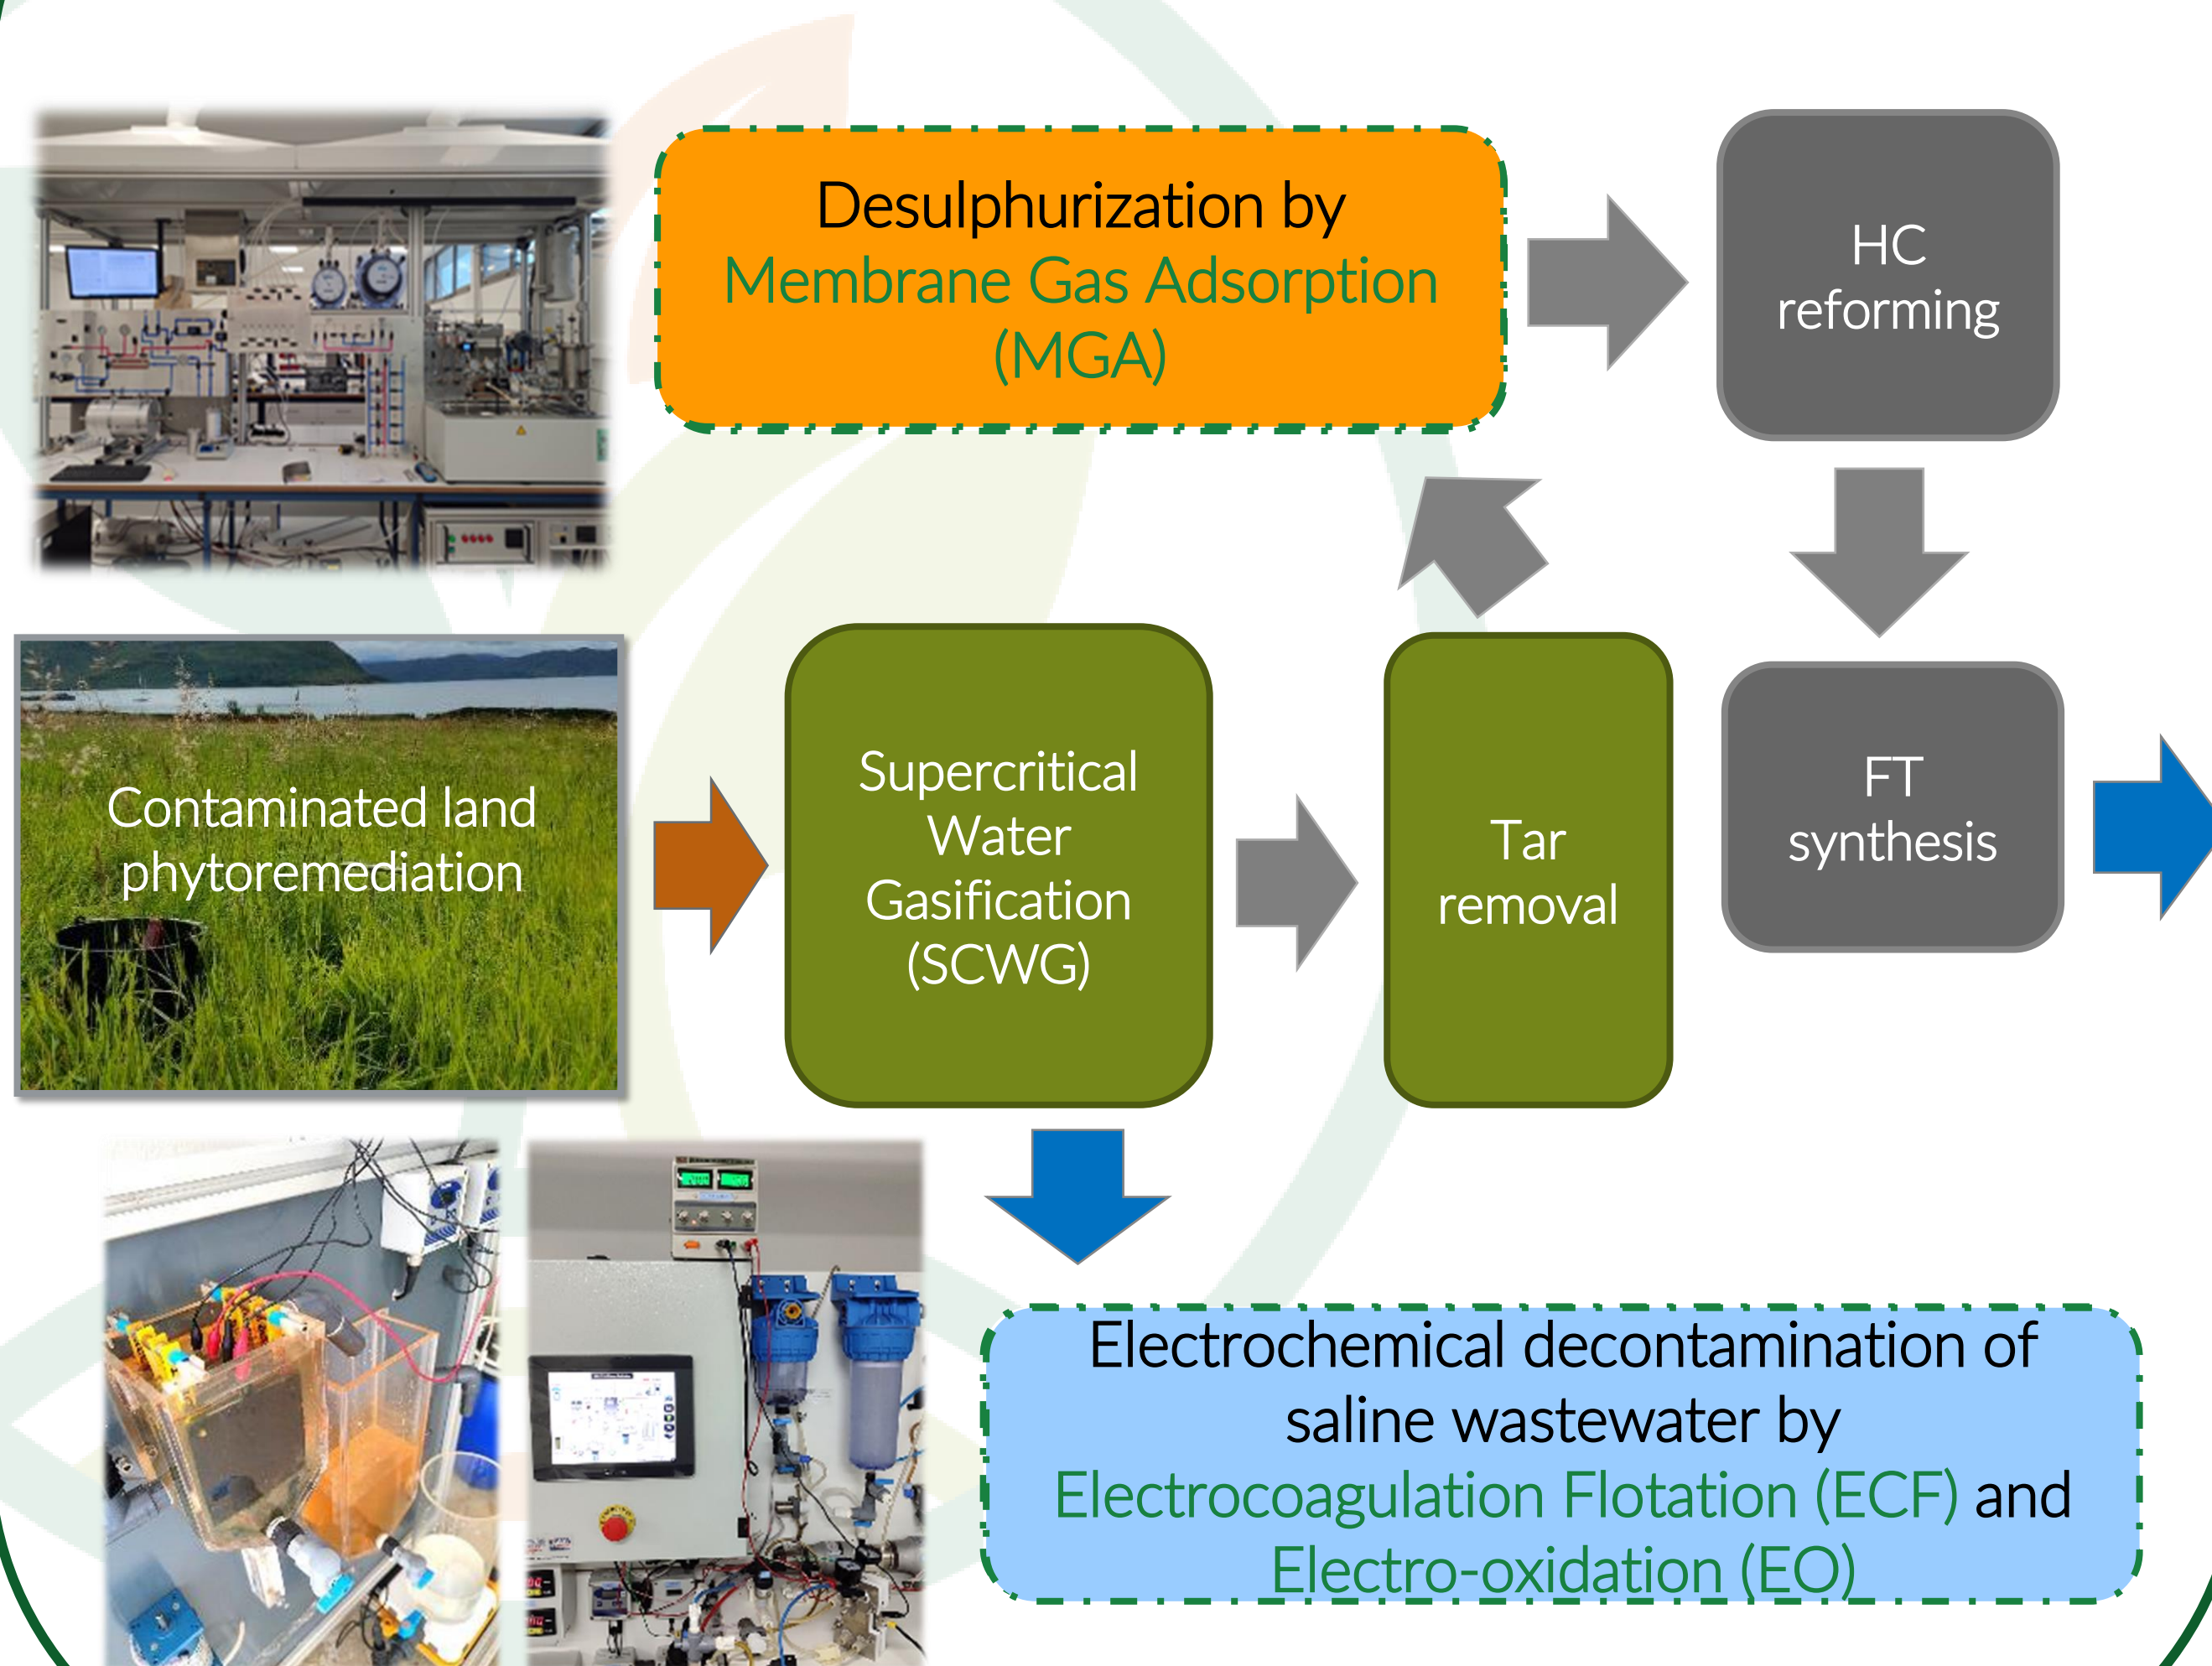 Desulphurization by
Membrane Gas Adsorption
(MGA)
HC
reforming
Contaminated land
phytoremediation
Supercritical
Water
Gasification
(SCWG)
Tar
removal
FT
synthesis
Electrochemical decontamination of
saline wastewater by
Electrocoagulation Flotation (ECF) and
Electro-oxidation (EO)